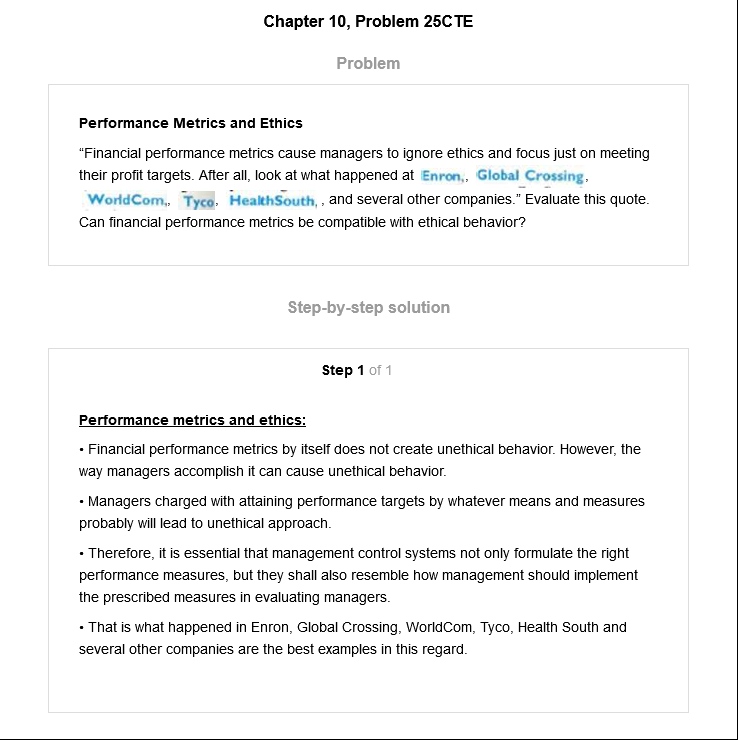 Chapter 10, Problem 25CTE
Problem
Performance Metrics and Ethics
“Financial performance metrics cause managers to ignore ethics and focus just on meeting
their profit targets. After all, look at what happened at Enron,, Global Crossing,
WorldCom,, Tyco, HealthSouth, , and several other companies.” Evaluate this quote.
Can financial performance metrics be compatible with ethical behavior?
Step-by-step solution
Step 1 of 1
Performance metrics and ethics:
• Financial performance metrics by itself does not create unethical behavior. However, the
way managers accomplish it can cause unethical behavior.
• Managers charged with attaining performance targets by whatever means and measures
probably will lead to unethical approach.
• Therefore, it is essential that management control systems not only formulate the right
performance measures, but they shall also resemble how management should implement
the prescribed measures in evaluating managers.
• That is what happened in Enron, Global Crossing, WorldCom, Tyco, Health South and
several other companies are the best examples in this regard.